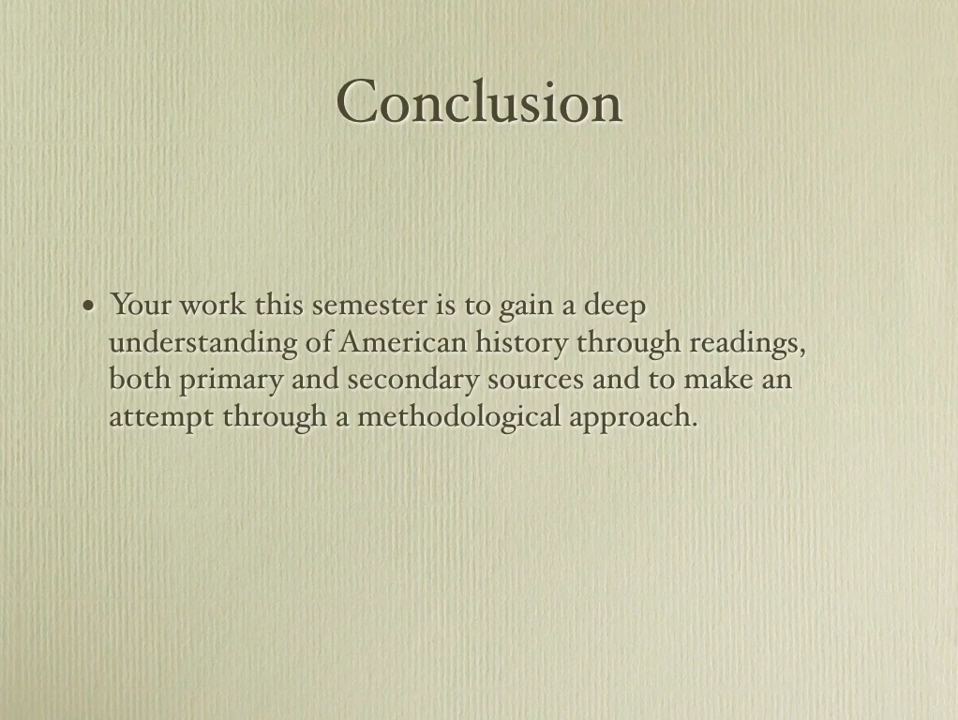 Conclusion
• Your work this semester is to gain a deep
understanding of American history through readings,
both primary and secondary sources and to make an
attempt through a methodological approach.